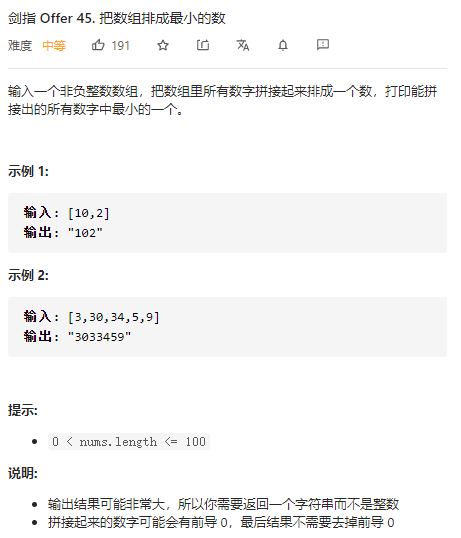 剑指 Offer 45. 把数组排成最小的数
难度 中等 191
输入一个非负整数数组，把数组里所有数字拼接起来排成一个数，打印能拼
接出的所有数字中最小的一个。
示例 1:
输入: [10,2]
输出: "102"
示例 2:
输入: [3,30,34,5,9]
输出: "3033459"
提示:
• 0 < nums.length <= 100
说明:
• 输出结果可能非常大，所以你需要返回一个字符串而不是整数
• 拼接起来的数字可能会有前导 0，最后结果不需要去掉前导 0